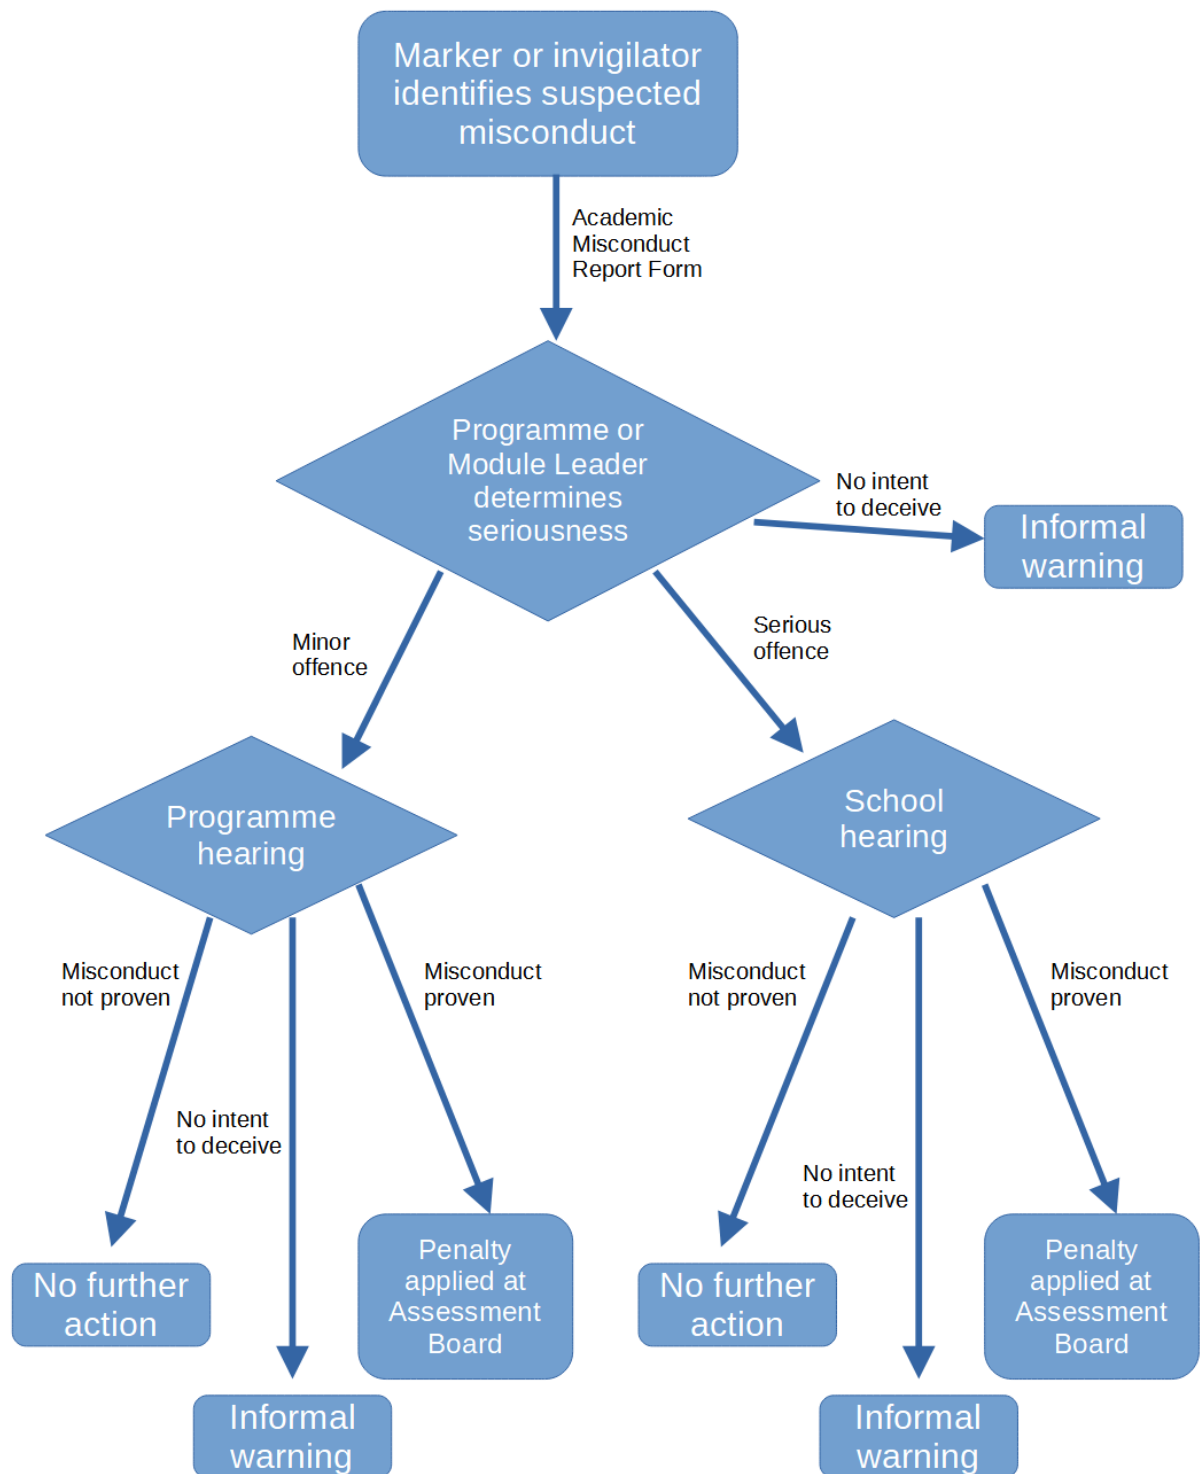 Marker or invigilator
identifies suspected
misconduct
Academic
Misconduct
Report Form
Programme or
Module Leader
determines
seriousness
No intent
to deceive
Informal
warning
Minor
offence
Serious
offence
Programme
hearing
School
hearing
Misconduct
not proven
Misconduct
proven
Misconduct
not proven
Misconduct
proven
No intent
to deceive
No intent
to deceive
No further
action
Penalty
applied at
Assessment
Board
No further
action
Penalty
applied at
Assessment
Board
Informal
warning
Informal
warning